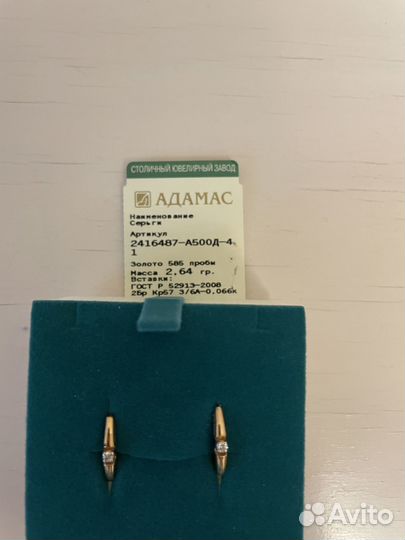 СТОЛИЧНЫЙ ЮВЕЛИРНЫЙ ЗАВОД
АДАМАС
Наименование
Серьги
Артикул
2416487-А500Д-4
1
Золото 585 пробы
Масса 2,64 гр.
Вставки:
ГОСТ Р 52913-2008
2бр Кр57 3/6А-0,066к
Avito